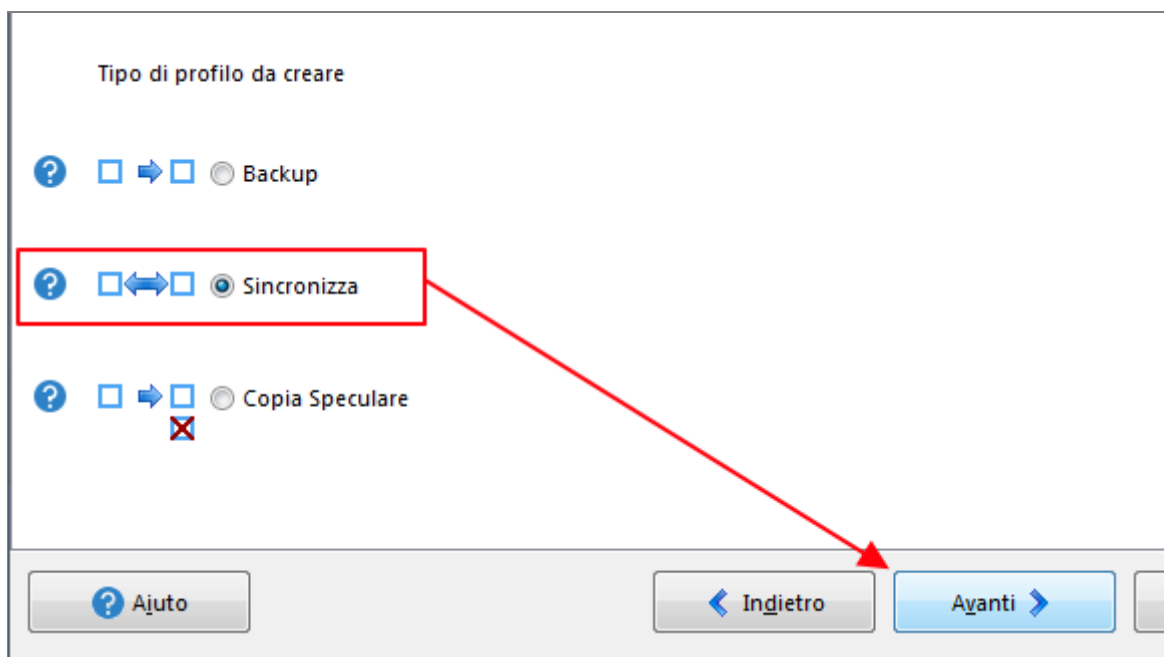 Tipo di profilo da creare
Backup
Sincronizza
Copia Speculare
Aiuto
Indietro
Avanti